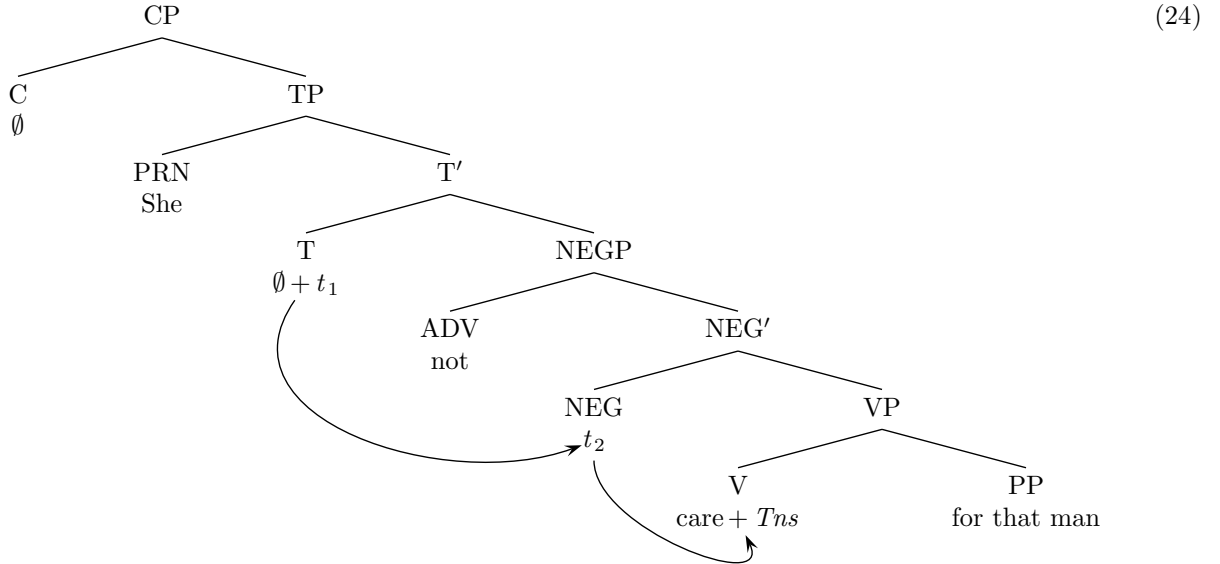 CP (24)
C TP
∅
PRN T′
She
T NEGP
∅ + t₁
ADV NEG′
not
NEG VP
t₂
V PP
care + Tns for that man